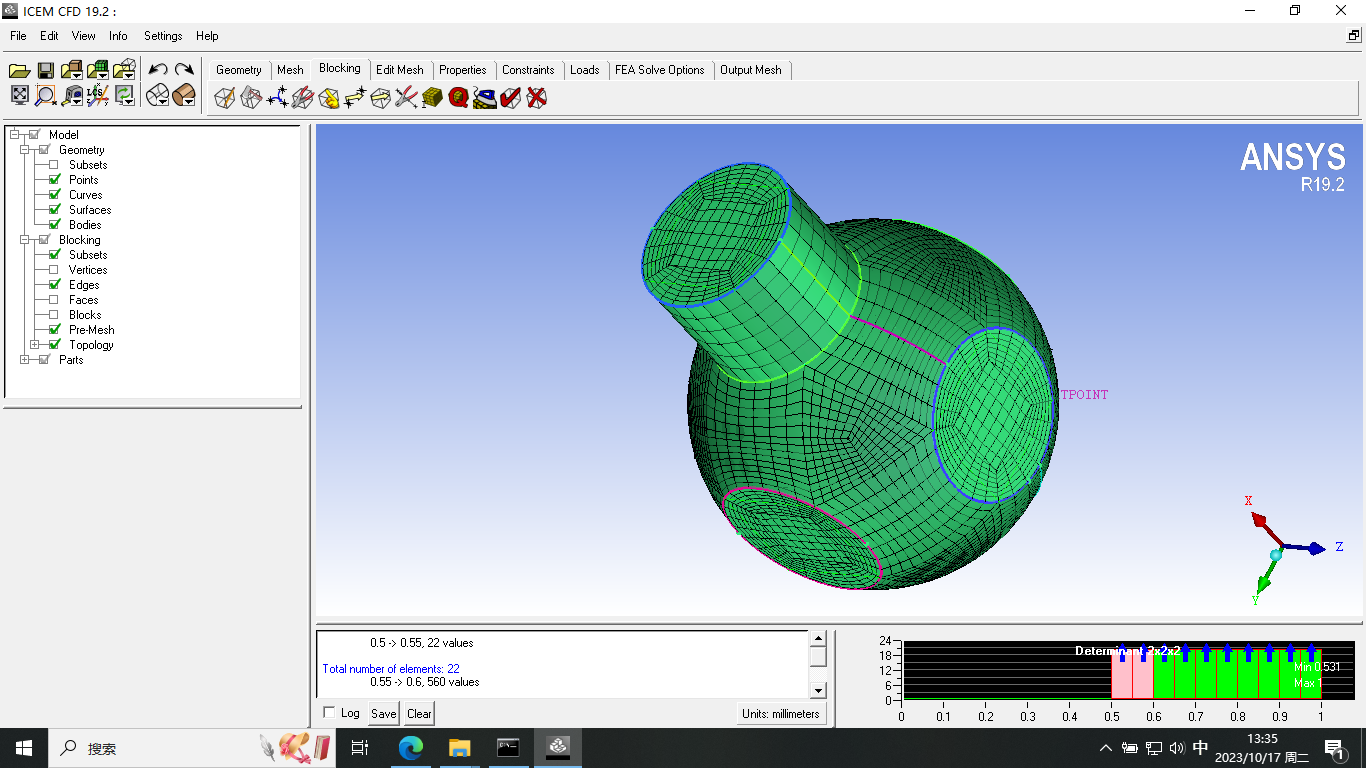 ICEM CFD 19.2 :
File Edit View Info Settings Help
Geometry Mesh Blocking Edit Mesh Properties Constraints Loads FEA Solve Options Output Mesh
Model
Geometry
Subsets
Points
Curves
Surfaces
Bodies
Blocking
Subsets
Vertices
Edges
Faces
Blocks
Pre-Mesh
Topology
Parts
ANSYS
R19.2
TPOINT
X
Z
Y
0.5 -> 0.55, 22 values
Total number of elements: 22
0.55 -> 0.6, 560 values
Log Save Clear
Units: millimeters
24
18
12
6
0
Determinant 2x2x2
Min 0.531
Max 1
0 0.1 0.2 0.3 0.4 0.5 0.6 0.7 0.8 0.9 1
搜索
中
13:35
2023/10/17 周二
1